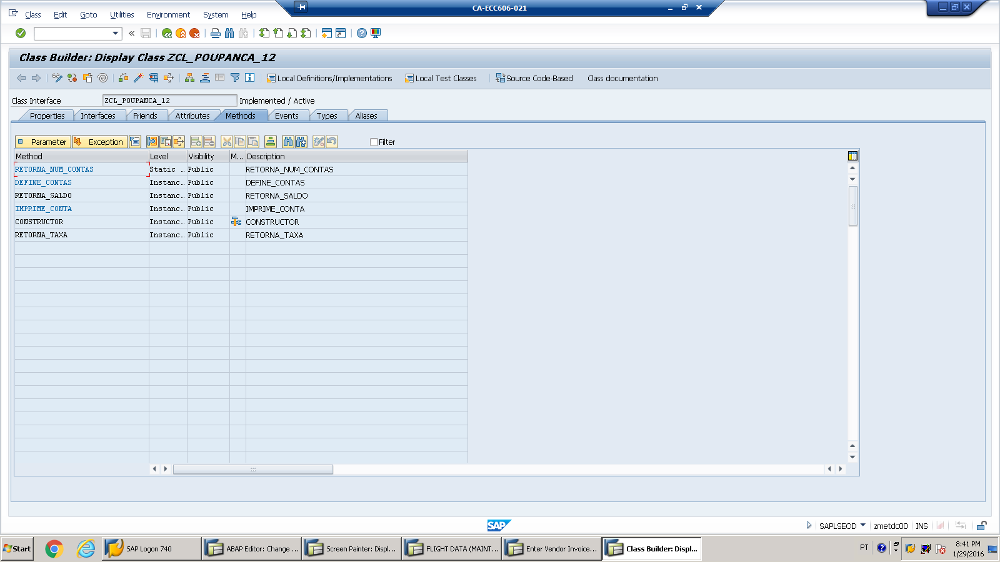 CA-ECC606-021
Class Edit Goto Utilities Environment System Help
Class Builder: Display Class ZCL_POUPANCA_12
Local Definitions/Implementations Local Test Classes Source Code-Based Class documentation
Class Interface ZCL_POUPANCA_12 Implemented / Active
Properties Interfaces Friends Attributes Methods Events Types Aliases
Parameter Exception Filter
Method Level Visibility M... Description
RETORNA_NUM_CONTAS Static … Public RETORNA_NUM_CONTAS
DEFINE_CONTAS Instanc… Public DEFINE_CONTAS
RETORNA_SALDO Instanc… Public RETORNA_SALDO
IMPRIME_CONTA Instanc… Public IMPRIME_CONTA
CONSTRUCTOR Instanc… Public CONSTRUCTOR
RETORNA_TAXA Instanc… Public RETORNA_TAXA
SAP
SAPLSEOD zmetdc00 INS
Start SAP Logon 740 ABAP Editor: Change ... Screen Painter: Displ... FLIGHT DATA (MAINT... Enter Vendor Invoice... Class Builder: Displ... PT 8:41 PM
1/29/2016